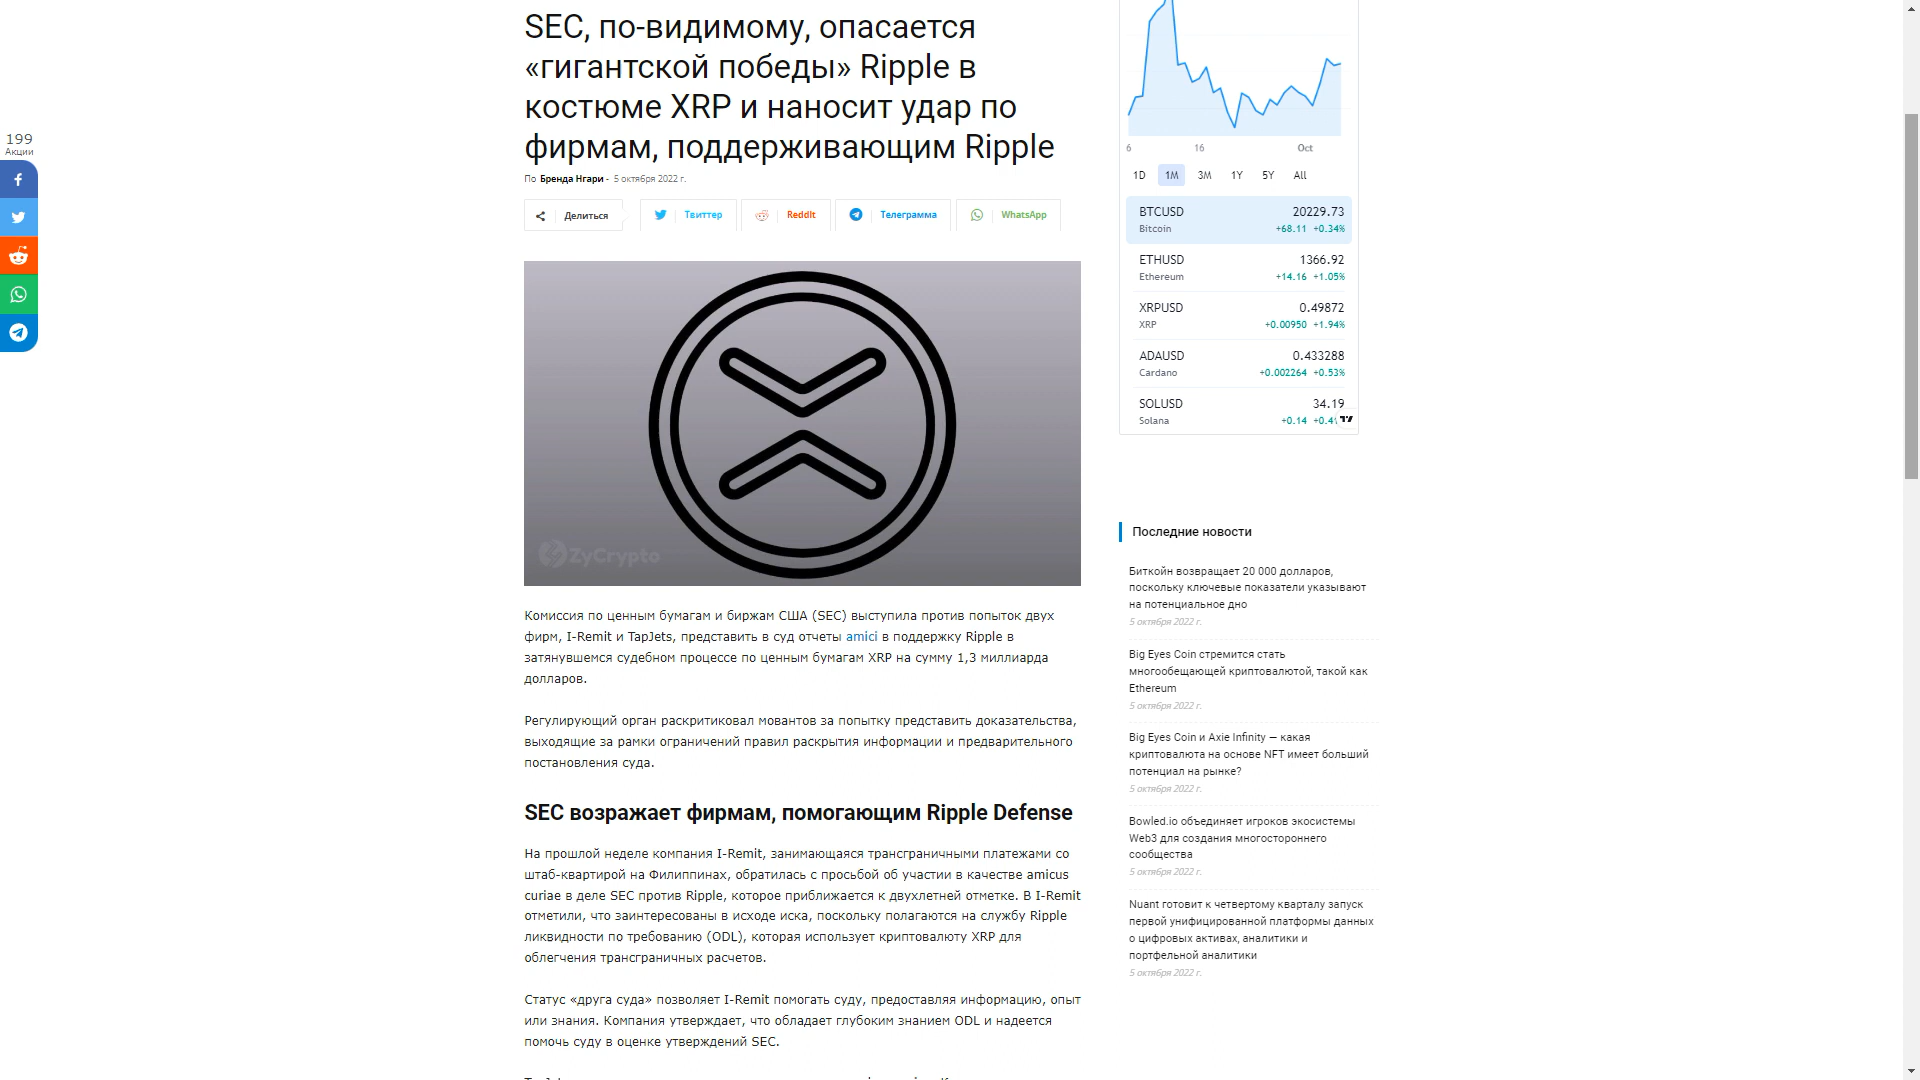 SEC, по-видимому, опасается
«гигантской победы» Ripple в
костюме XRP и наносит удар по
фирмам, поддерживающим Ripple
По Бренда Нгари - 5 октября 2022 г.
199
Акции
Делиться
Твиттер
ReddIt
Телеграмма
WhatsApp
ZyCrypto
Комиссия по ценным бумагам и биржам США (SEC) выступила против попыток двух
фирм, I-Remit и TapJets, представить в суд отчеты amici в поддержку Ripple в
затянувшемся судебном процессе по ценным бумагам XRP на сумму 1,3 миллиарда
долларов.
Регулирующий орган раскритиковал мовантов за попытку представить доказательства,
выходящие за рамки ограничений правил раскрытия информации и предварительного
постановления суда.
SEC возражает фирмам, помогающим Ripple Defense
На прошлой неделе компания I-Remit, занимающаяся трансграничными платежами со
штаб-квартирой на Филиппинах, обратилась с просьбой об участии в качестве amicus
curiae в деле SEC против Ripple, которое приближается к двухлетней отметке. В I-Remit
отметили, что заинтересованы в исходе иска, поскольку полагаются на службу Ripple
ликвидности по требованию (ODL), которая использует криптовалюту XRP для
облегчения трансграничных расчетов.
Статус «друга суда» позволяет I-Remit помогать суду, предоставляя информацию, опыт
или знания. Компания утверждает, что обладает глубоким знанием ODL и надеется
помочь суду в оценке утверждений SEC.
6 16 Oct
1D 1M 3M 1Y 5Y All
BTCUSD 20229.73
Bitcoin +68.11 +0.34%
ETHUSD 1366.92
Ethereum +14.16 +1.05%
XRPUSD 0.49872
XRP +0.00950 +1.94%
ADAUSD 0.433288
Cardano +0.002264 +0.53%
SOLUSD 34.19
Solana +0.14
Последние новости
Биткойн возвращает 20 000 долларов,
поскольку ключевые показатели указывают
на потенциальное дно
5 октября 2022 г.
Big Eyes Coin стремится стать
многообещающей криптовалютой, такой как
Ethereum
5 октября 2022 г.
Big Eyes Coin и Axie Infinity — какая
криптовалюта на основе NFT имеет больший
потенциал на рынке?
5 октября 2022 г.
Bowled.io объединяет игроков экосистемы
Web3 для создания многостороннего
сообщества
5 октября 2022 г.
Nuant готовит к четвертому кварталу запуск
первой унифицированной платформы данных
о цифровых активах, аналитики и
портфельной аналитики
5 октября 2022 г.